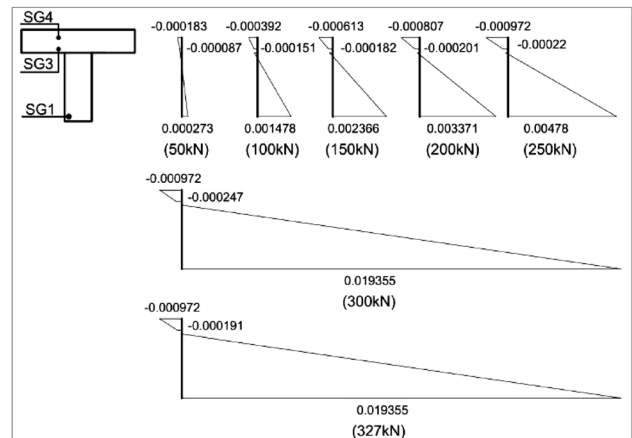 SG4
SG3
SG1
-0.000183
-0.000087
0.000273
(50kN)
-0.000392
-0.000151
0.001478
(100kN)
-0.000613
-0.000182
0.002366
(150kN)
-0.000807
-0.000201
0.003371
(200kN)
-0.000972
-0.00022
0.00478
(250kN)
-0.000972
-0.000247
0.019355
(300kN)
-0.000972
-0.000191
0.019355
(327kN)